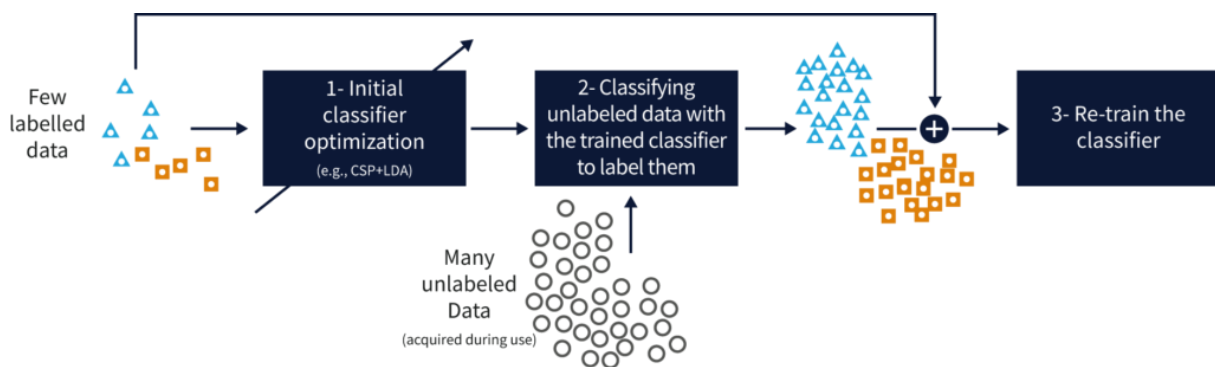 Few
labelled
data
1- Initial
classifier
optimization
(e.g., CSP+LDA)
2- Classifying
unlabeled data with
the trained classifier
to label them
3- Re-train the
classifier
Many
unlabeled
Data
(acquired during use)